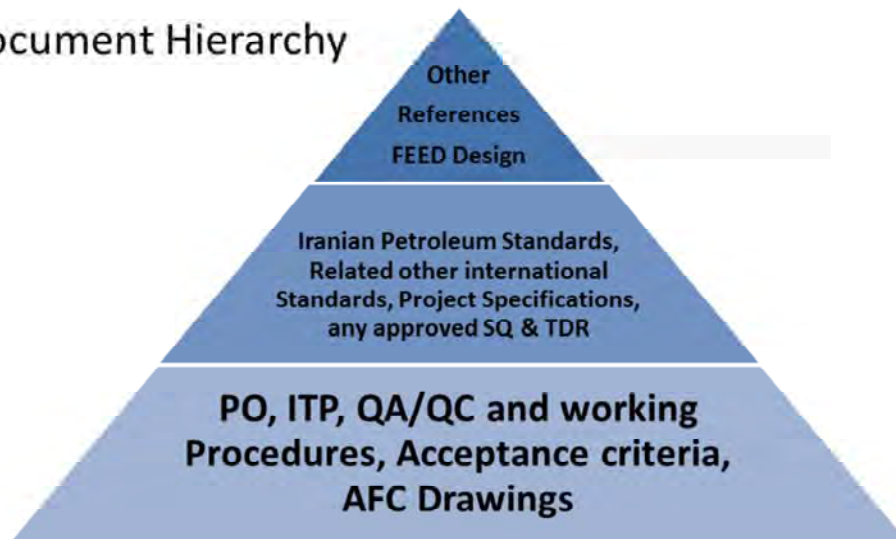 ocument Hierarchy
Other
References
FEED Design
Iranian Petroleum Standards,
Related other international
Standards, Project Specifications,
any approved SQ & TDR
PO, ITP, QA/QC and working
Procedures, Acceptance criteria,
AFC Drawings